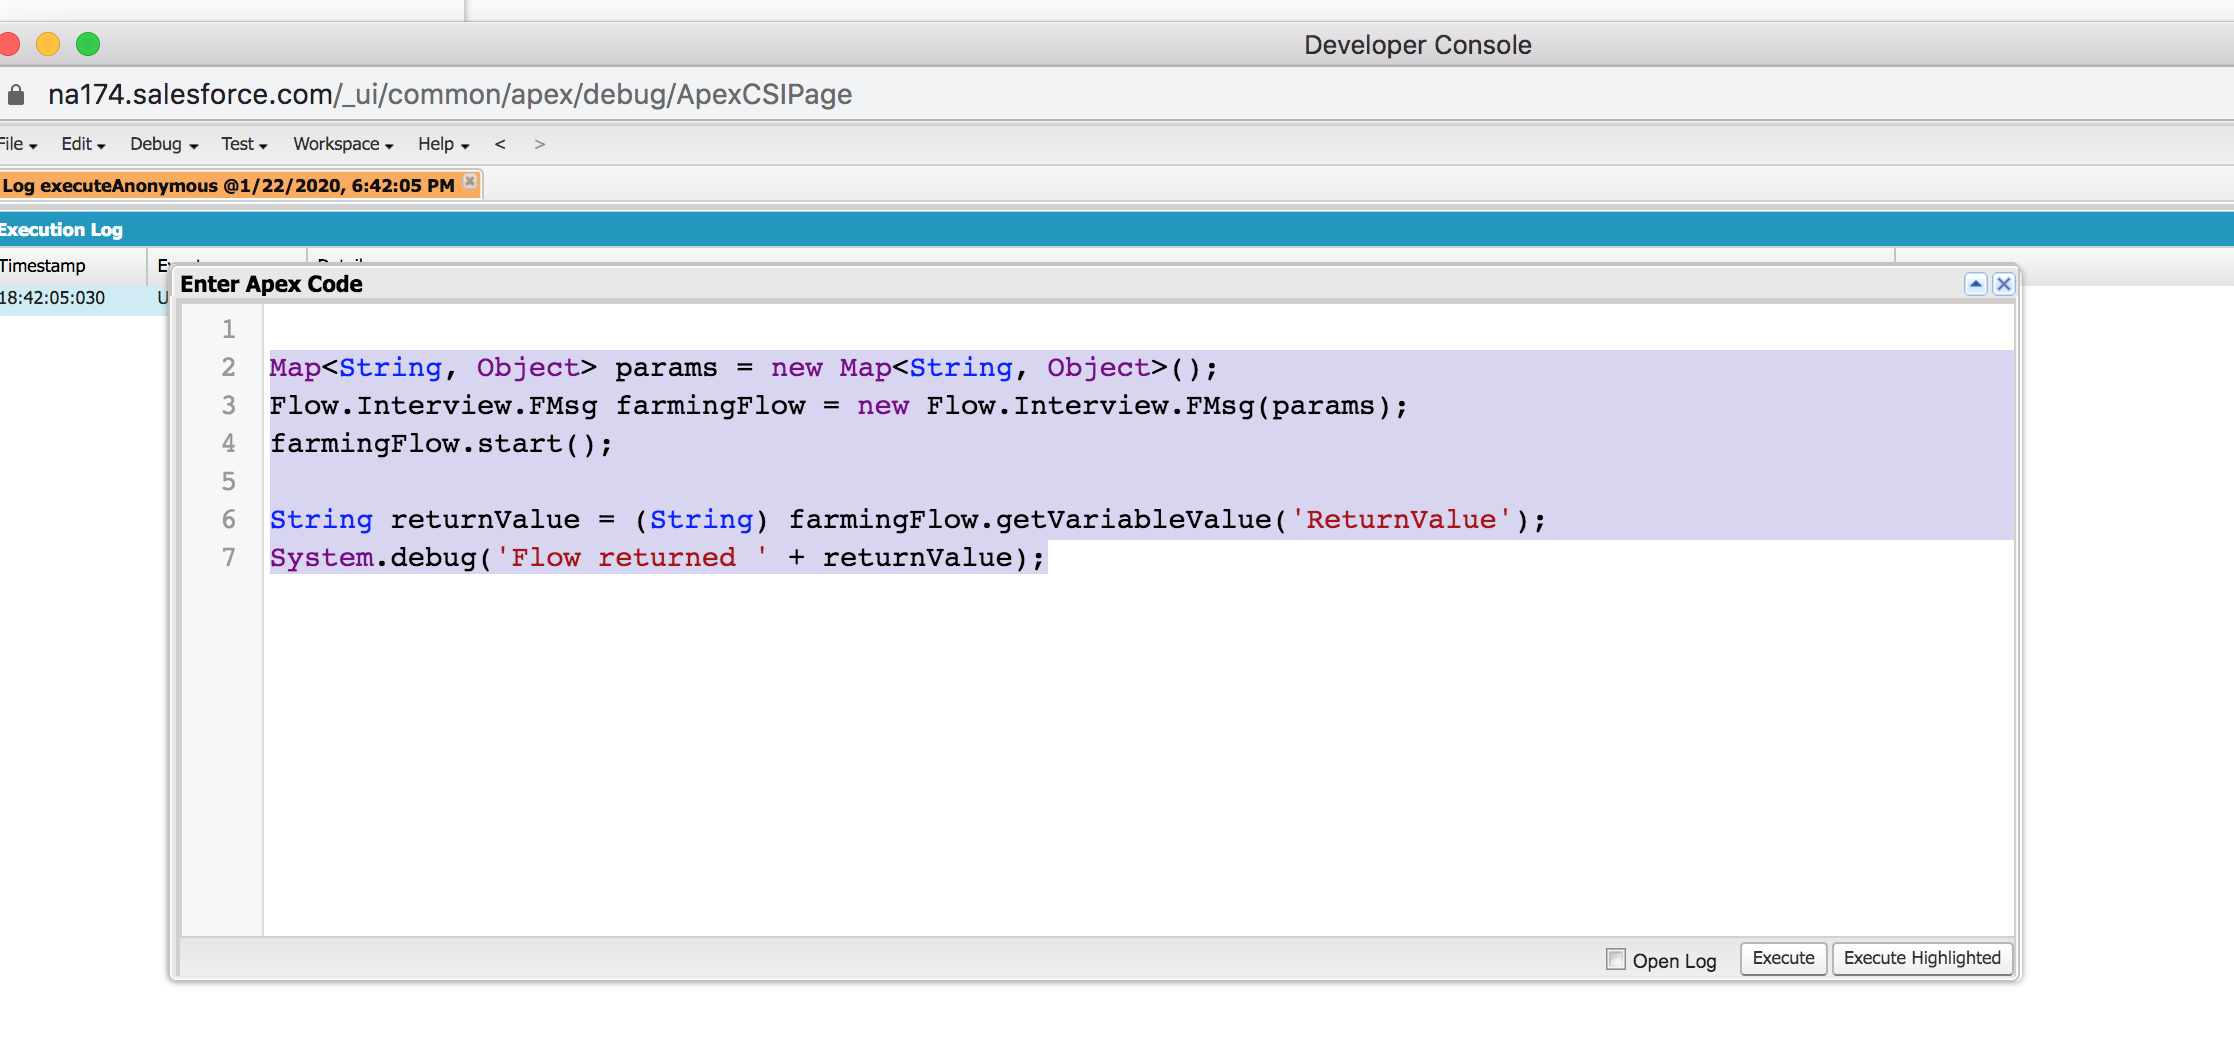 Developer Console
na174.salesforce.com/_ui/common/apex/debug/ApexCSIPage
File Edit Debug Test Workspace Help < >
Log executeAnonymous @1/22/2020, 6:42:05 PM
Execution Log
Timestamp
18:42:05:030 U
Enter Apex Code
1
2 Map<String, Object> params = new Map<String, Object>();
3 Flow.Interview.FMsg farmingFlow = new Flow.Interview.FMsg(params);
4 farmingFlow.start();
5
6 String returnValue = (String) farmingFlow.getVariableValue('ReturnValue');
7 System.debug('Flow returned ' + returnValue);
Open Log Execute Execute Highlighted